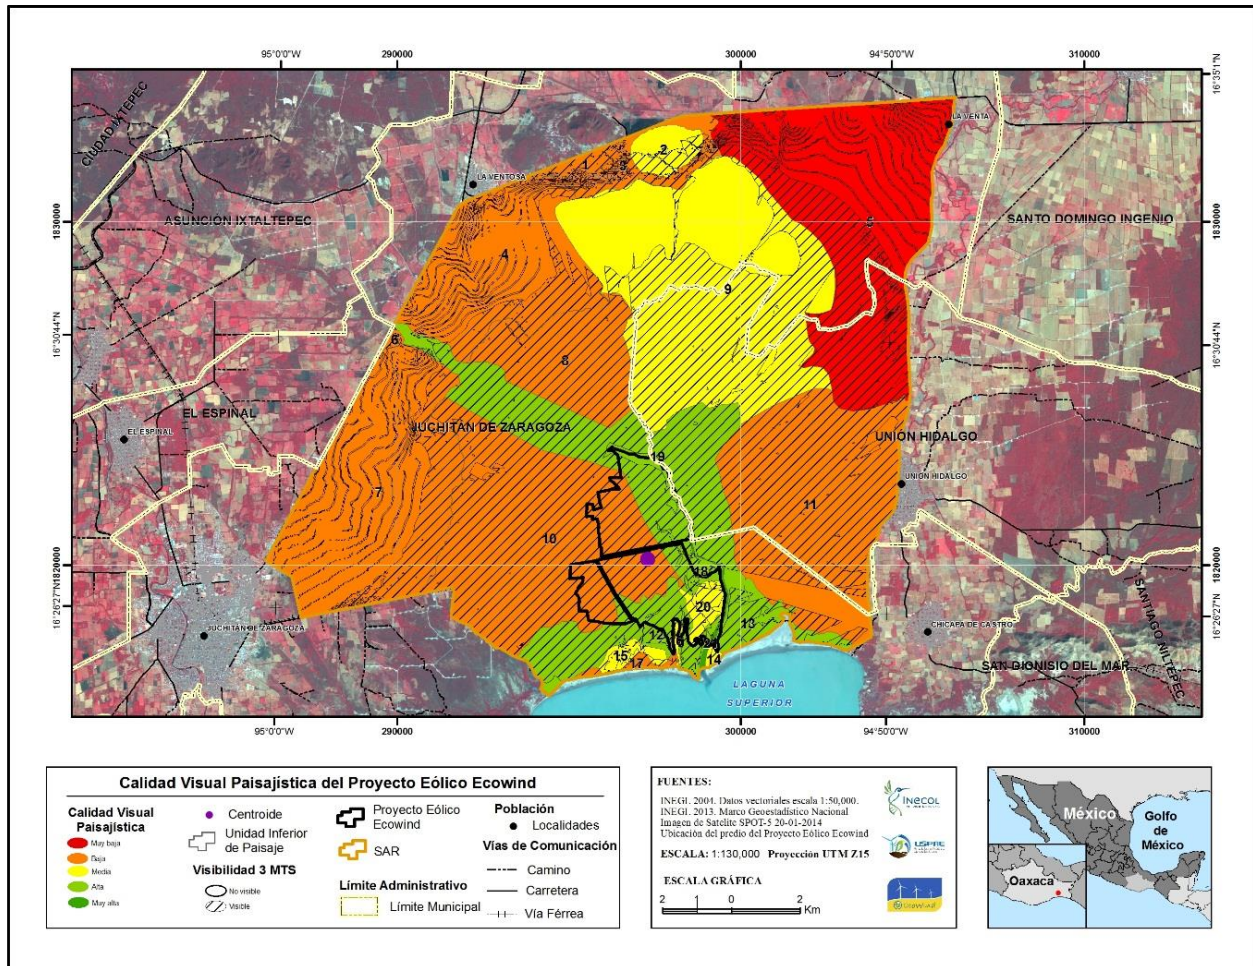 95°0'0"W
290000
300000
94°50'0"W
310000
16°35'1"N
CIUDAD IXTEPEC
LA VENTA
1
2
3
LA VENTOSA
ASUNCIÓN IXTALTEPEC
SANTO DOMINGO INGENIO
1830000
1830000
4
9
6
16°30'44"N
16°30'44"N
8
EL ESPINAL
EL ESPINAL
JUCHITÁN DE ZARAGOZA
UNIÓN HIDALGO
19
UNIÓN HIDALGO
7
11
10
1820000
1820000
18
16°26'27"N
16°26'27"N
20
SANTIAGO NILTEPEC
JUCHITÁN DE ZARAGOZA
12
13
CHICAPA DE CASTRO
15
17
14
SAN DIONISIO DEL MAR
LAGUNA
SUPERIOR
95°0'0"W
290000
300000
94°50'0"W
310000
Calidad Visual Paisajística del Proyecto Eólico Ecowind
Calidad Visual
Paisajística
Muy baja
Baja
Media
Alta
Muy alta
Centroide
Unidad Inferior
de Paisaje
Visibilidad 3 MTS
No visible
Visible
Proyecto Eólico
Ecowind
SAR
Límite Administrativo
Límite Municipal
Población
Localidades
Vías de Comunicación
Camino
Carretera
Vía Férrea
FUENTES:
INEGI. 2004. Datos vectoriales escala 1:50,000.
INEGI. 2013. Marco Geoestadístico Nacional
Imagen de Satelite SPOT-5 20-01-2014
Ubicación del predio del Proyecto Eólico Ecowind
ESCALA: 1:130,000 Proyección UTM Z15
ESCALA GRÁFICA
2 1 0 2
Km
INECOL
México
Golfo
de
México
Oaxaca